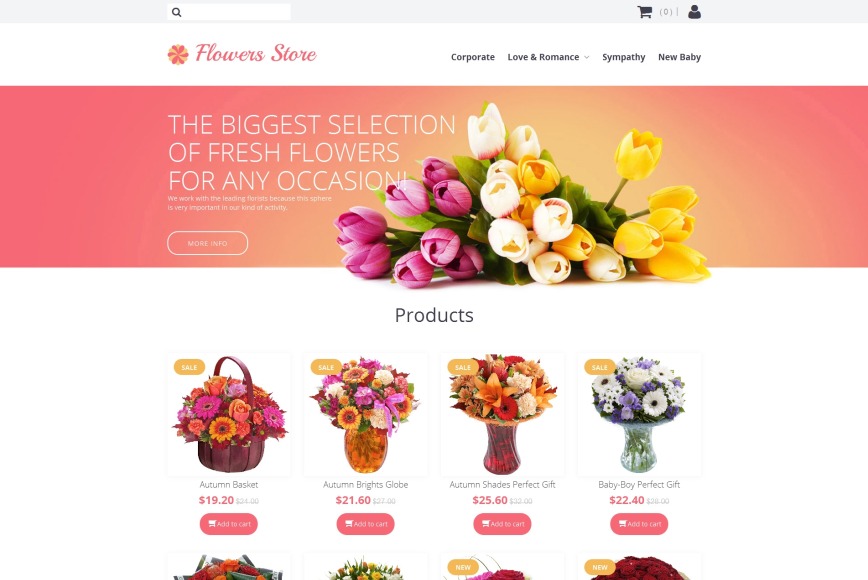 ( 0 ) |
Flowers Store
Corporate
Love & Romance
Sympathy
New Baby
THE BIGGEST SELECTION
OF FRESH FLOWERS
FOR ANY OCCASION!
We work with the leading florists because this sphere
is very important in our kind of activity.
MORE INFO
Products
SALE
SALE
SALE
SALE
Autumn Basket
Autumn Brights Globe
Autumn Shades Perfect Gift
Baby-Boy Perfect Gift
$19.20 $24.00
$21.60 $27.00
$25.60 $32.00
$22.40 $28.00
Add to cart
Add to cart
Add to cart
Add to cart
NEW
NEW